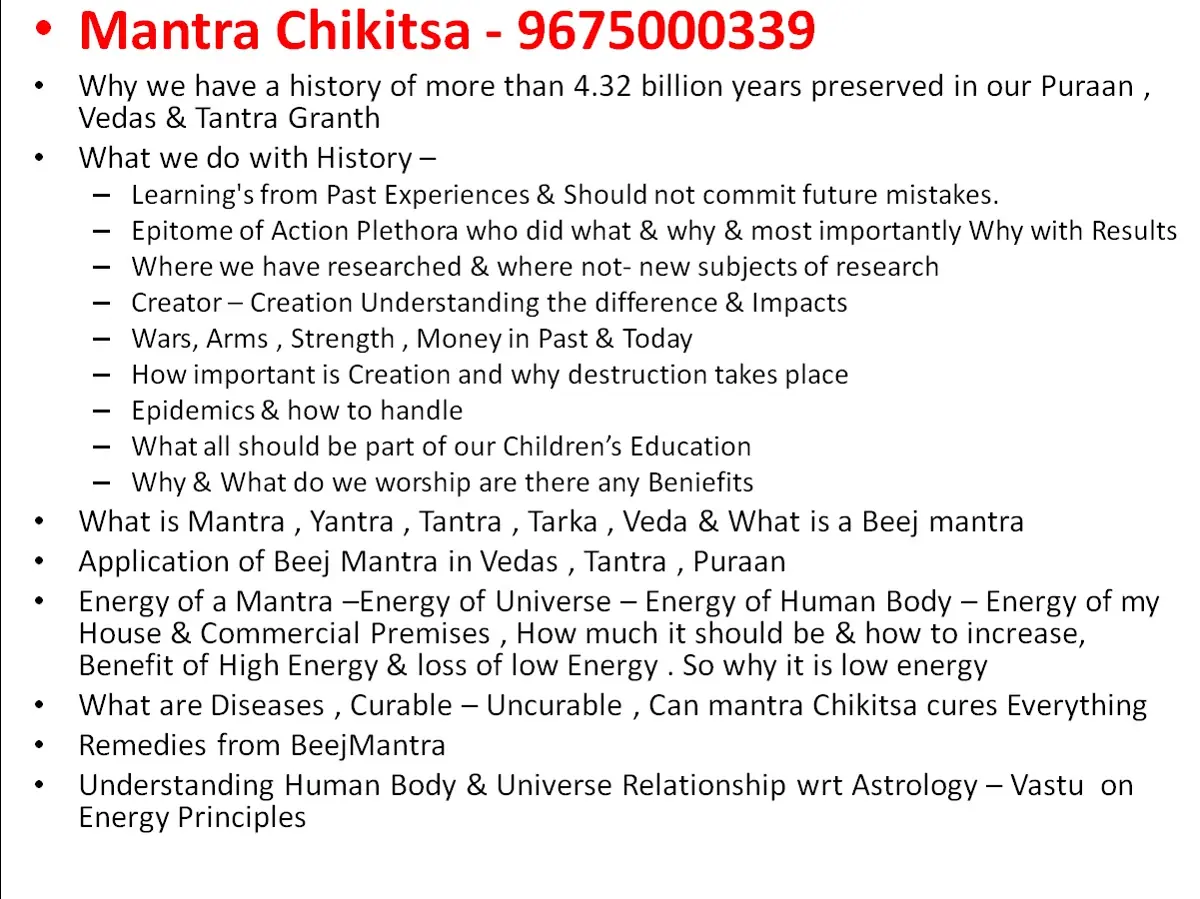 • Mantra Chikitsa - 9675000339
• Why we have a history of more than 4.32 billion years preserved in our Puraan ,
Vedas & Tantra Granth
• What we do with History –
– Learning's from Past Experiences & Should not commit future mistakes.
– Epitome of Action Plethora who did what & why & most importantly Why with Results
– Where we have researched & where not- new subjects of research
– Creator – Creation Understanding the difference & Impacts
– Wars, Arms , Strength , Money in Past & Today
– How important is Creation and why destruction takes place
– Epidemics & how to handle
– What all should be part of our Children’s Education
– Why & What do we worship are there any Beniefits
• What is Mantra , Yantra , Tantra , Tarka , Veda & What is a Beej mantra
• Application of Beej Mantra in Vedas , Tantra , Puraan
• Energy of a Mantra –Energy of Universe – Energy of Human Body – Energy of my
House & Commercial Premises , How much it should be & how to increase,
Benefit of High Energy & loss of low Energy . So why it is low energy
• What are Diseases , Curable – Uncurable , Can mantra Chikitsa cures Everything
• Remedies from BeejMantra
• Understanding Human Body & Universe Relationship wrt Astrology – Vastu on
Energy Principles